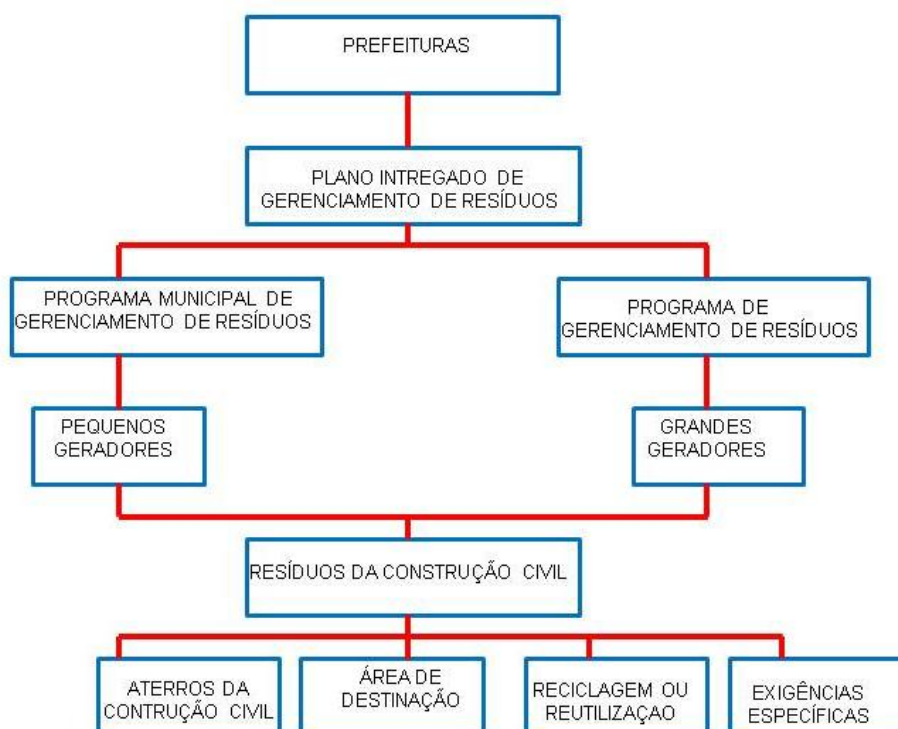 PREFEITURAS
PLANO INTREGADO DE
GERENCIAMENTO DE RESÍDUOS
PROGRAMA MUNICIPAL DE
GERENCIAMENTO DE RESÍDUOS
PROGRAMA DE
GERENCIAMENTO DE RESÍDUOS
PEQUENOS
GERADORES
GRANDES
GERADORES
RESÍDUOS DA CONSTRUÇÃO CIVIL
ATERROS DA
CONTRUÇÃO CIVIL
ÁREA DE
DESTINAÇÃO
RECICLAGEM OU
REUTILIZAÇAO
EXIGÊNCIAS
ESPECÍFICAS